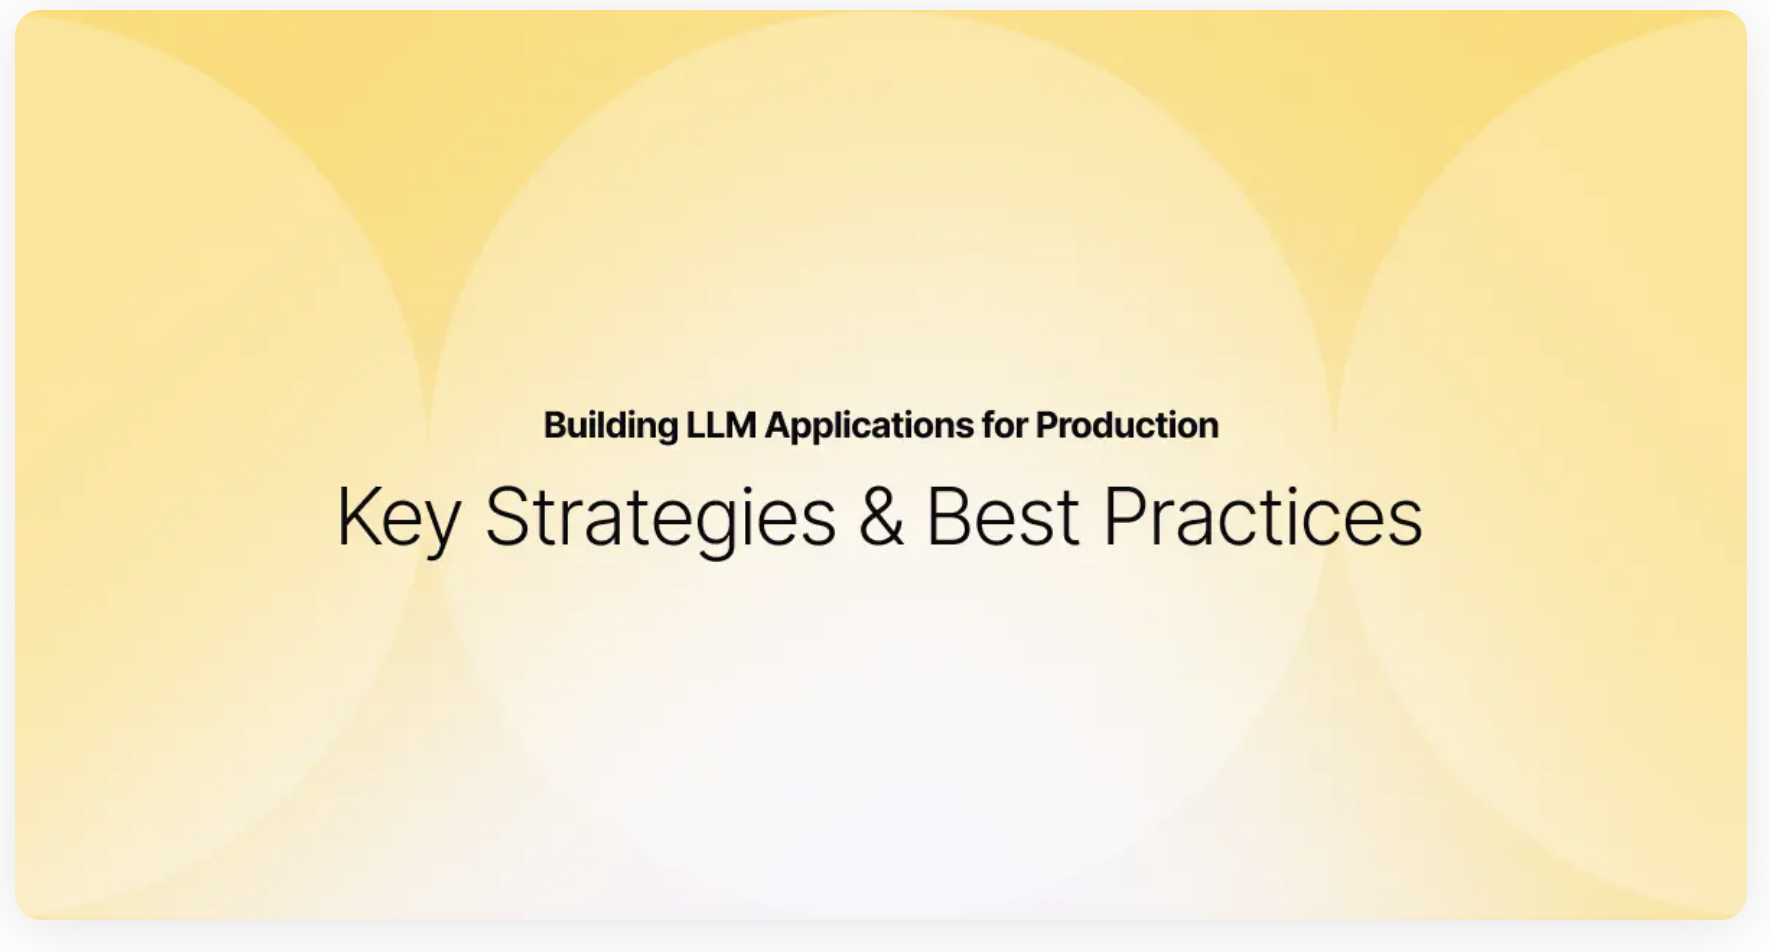 Building LLM Applications for Production
Key Strategies & Best Practices